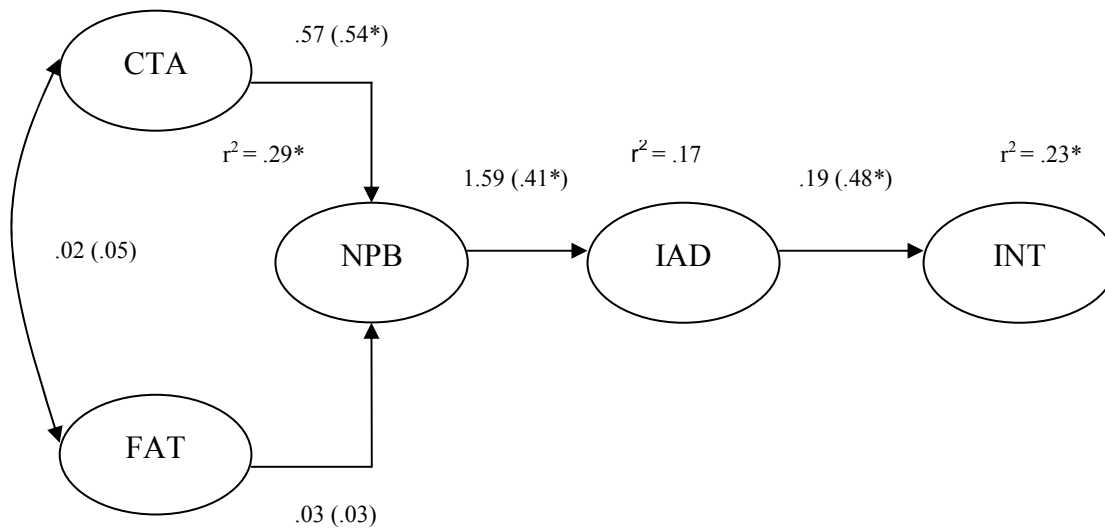 .57 (.54*)
CTA
r² = .29*
r² = .17
r² = .23*
1.59 (.41*)
.19 (.48*)
.02 (.05)
NPB
IAD
INT
FAT
.03 (.03)